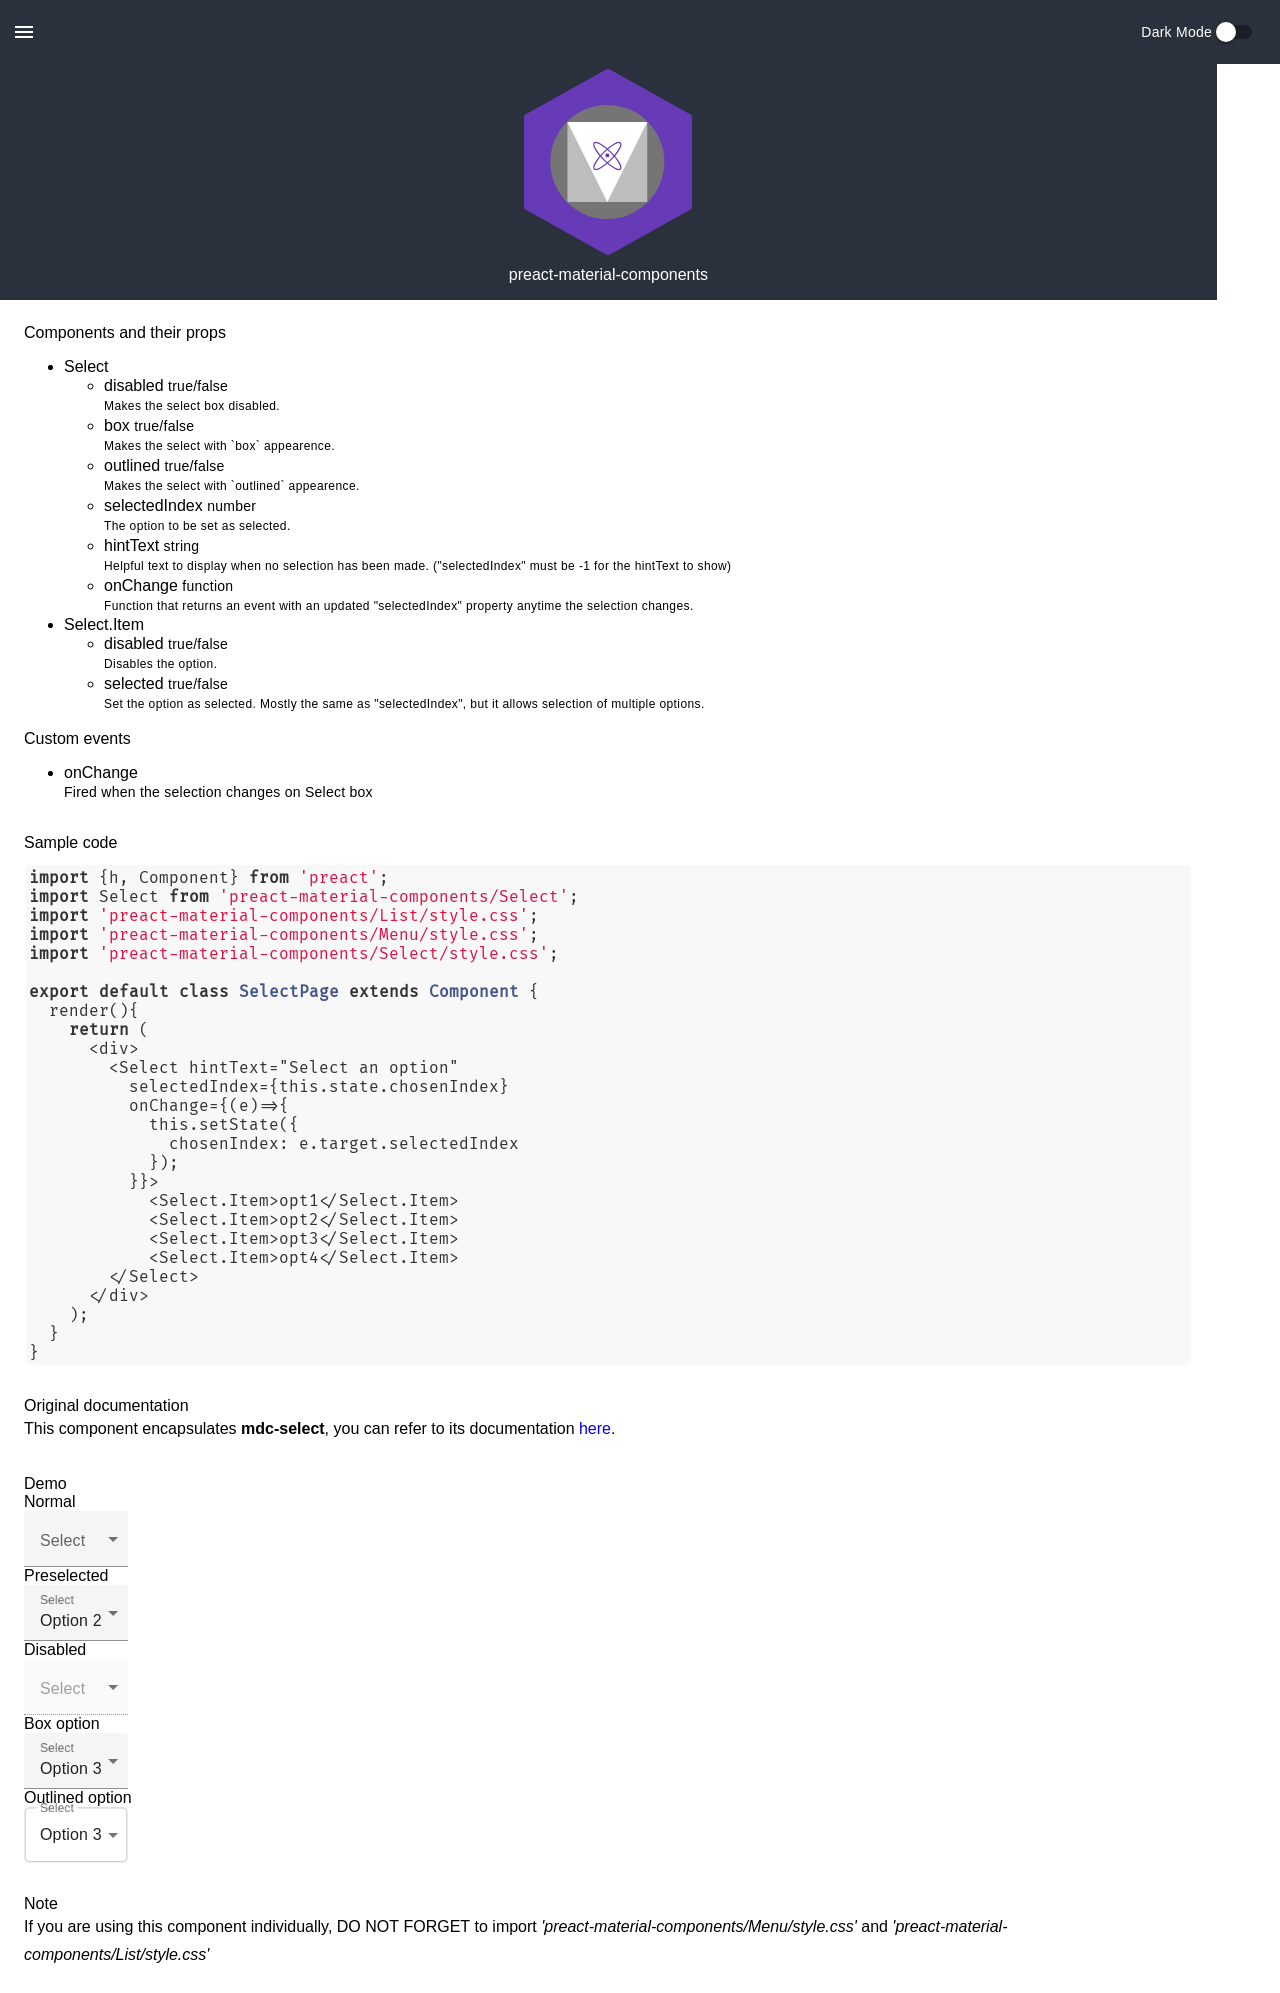 Dark Mode
preact-material-components
Components and their props
Select
disabled true/false
Makes the select box disabled.
box true/false
Makes the select with `box` appearence.
outlined true/false
Makes the select with `outlined` appearence.
selectedIndex number
The option to be set as selected.
hintText string
Helpful text to display when no selection has been made. ("selectedIndex" must be -1 for the hintText to show)
onChange function
Function that returns an event with an updated "selectedIndex" property anytime the selection changes.
Select.Item
disabled true/false
Disables the option.
selected true/false
Set the option as selected. Mostly the same as "selectedIndex", but it allows selection of multiple options.
Custom events
onChange
Fired when the selection changes on Select box
Sample code
import {h, Component} from 'preact';
import Select from 'preact-material-components/Select';
import 'preact-material-components/List/style.css';
import 'preact-material-components/Menu/style.css';
import 'preact-material-components/Select/style.css';
export default class SelectPage extends Component {
  render(){
    return (
      <div>
        <Select hintText="Select an option"
          selectedIndex={this.state.chosenIndex}
          onChange={(e)=>{
            this.setState({
              chosenIndex: e.target.selectedIndex
            });
          }}>
            <Select.Item>opt1</Select.Item>
            <Select.Item>opt2</Select.Item>
            <Select.Item>opt3</Select.Item>
            <Select.Item>opt4</Select.Item>
        </Select>
      </div>
    );
  }
}
Original documentation
This component encapsulates mdc-select, you can refer to its documentation here.
Demo
Normal
Select
Preselected
Select
Option 2
Disabled
Select
Box option
Select
Option 3
Outlined option
Select
Option 3
Note
If you are using this component individually, DO NOT FORGET to import 'preact-material-components/Menu/style.css' and 'preact-material-
components/List/style.css'